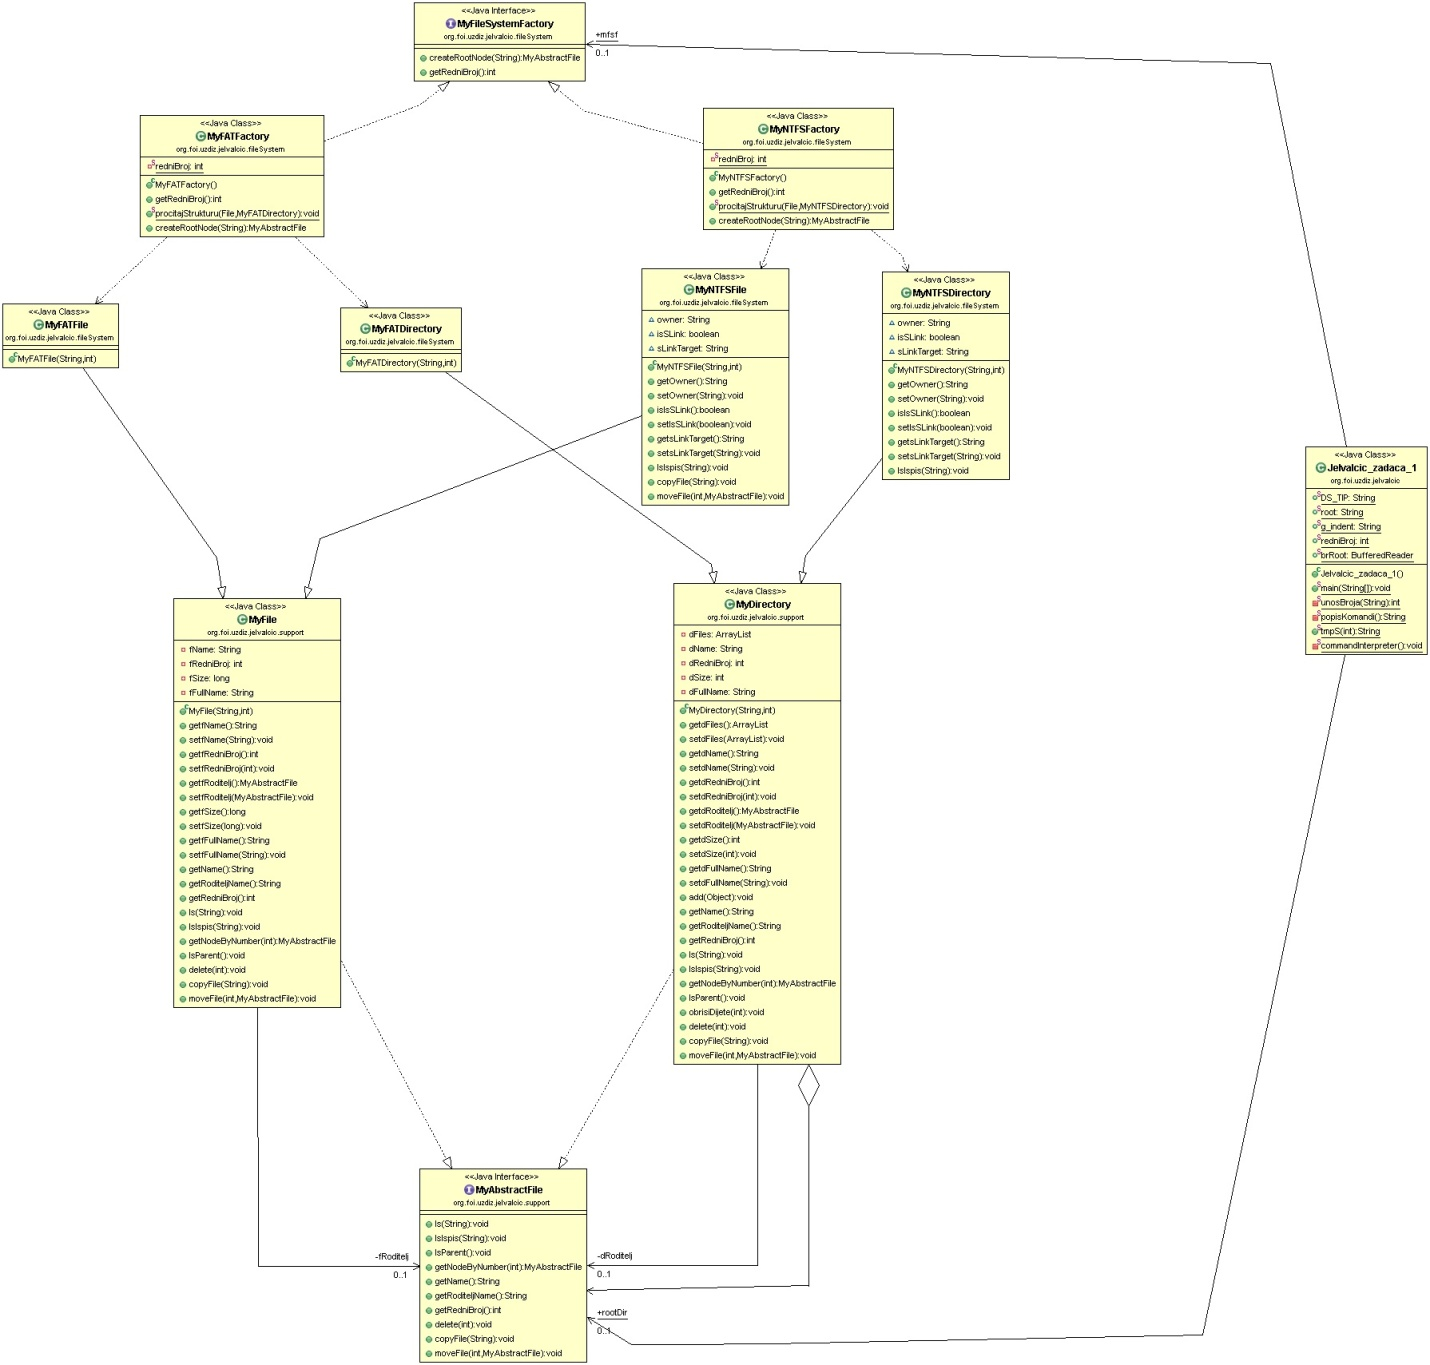 <<Java Interface>>
MyFileSystemFactory
org.foi.uzdiz.jelvalcic.fileSystem
createRootNode(String):MyAbstractFile
getRedniBroj():int
+mfsf
0..1
<<Java Class>>
MyFATFactory
org.foi.uzdiz.jelvalcic.fileSystem
redniBroj: int
MyFATFactory()
getRedniBroj():int
procitajStrukturu(File,MyFATDirectory):void
createRootNode(String):MyAbstractFile
<<Java Class>>
MyNTFSFactory
org.foi.uzdiz.jelvalcic.fileSystem
redniBroj: int
MyNTFSFactory()
getRedniBroj():int
procitajStrukturu(File,MyNTFSDirectory):void
createRootNode(String):MyAbstractFile
<<Java Class>>
MyFATFile
org.foi.uzdiz.jelvalcic.fileSystem
MyFATFile(String,int)
<<Java Class>>
MyFATDirectory
org.foi.uzdiz.jelvalcic.fileSystem
MyFATDirectory(String,int)
<<Java Class>>
MyNTFSFile
org.foi.uzdiz.jelvalcic.fileSystem
owner: String
isSLink: boolean
sLinkTarget: String
MyNTFSFile(String,int)
getOwner():String
setOwner(String):void
isIsSLink():boolean
setIsSLink(boolean):void
getsLinkTarget():String
setsLinkTarget(String):void
lsIspis(String):void
copyFile(String):void
moveFile(int,MyAbstractFile):void
<<Java Class>>
MyNTFSDirectory
org.foi.uzdiz.jelvalcic.fileSystem
owner: String
isSLink: boolean
sLinkTarget: String
MyNTFSDirectory(String,int)
getOwner():String
setOwner(String):void
isIsSLink():boolean
setIsSLink(boolean):void
getsLinkTarget():String
setsLinkTarget(String):void
lsIspis(String):void
<<Java Class>>
Jelvalcic_zadaca_1
org.foi.uzdiz.jelvalcic
DS_TIP: String
root: String
g_indent: String
redniBroj: int
brRoot: BufferedReader
Jelvalcic_zadaca_1()
main(String[]):void
unosBroja(String):int
popisKomandi():String
tmpS(int):String
commandInterpreter():void
<<Java Class>>
MyFile
org.foi.uzdiz.jelvalcic.support
fName: String
fRedniBroj: int
fSize: long
fFullName: String
MyFile(String,int)
getfName():String
setfName(String):void
getfRedniBroj():int
setfRedniBroj(int):void
getfRoditelj():MyAbstractFile
setfRoditelj(MyAbstractFile):void
getfSize():long
setfSize(long):void
getfFullName():String
setfFullName(String):void
getName():String
getRoditeljName():String
getRedniBroj():int
ls(String):void
lsIspis(String):void
getNodeByNumber(int):MyAbstractFile
lsParent():void
delete(int):void
copyFile(String):void
moveFile(int,MyAbstractFile):void
<<Java Class>>
MyDirectory
org.foi.uzdiz.jelvalcic.support
dFiles: ArrayList
dName: String
dRedniBroj: int
dSize: int
dFullName: String
MyDirectory(String,int)
getdFiles():ArrayList
setdFiles(ArrayList):void
getdName():String
setdName(String):void
getdRedniBroj():int
setdRedniBroj(int):void
getdRoditelj():MyAbstractFile
setdRoditelj(MyAbstractFile):void
getdSize():int
setdSize(int):void
getdFullName():String
setdFullName(String):void
add(Object):void
getName():String
getRoditeljName():String
getRedniBroj():int
ls(String):void
lsIspis(String):void
getNodeByNumber(int):MyAbstractFile
lsParent():void
obrisiDijete(int):void
delete(int):void
copyFile(String):void
moveFile(int,MyAbstractFile):void
<<Java Interface>>
MyAbstractFile
org.foi.uzdiz.jelvalcic.support
ls(String):void
lsIspis(String):void
lsParent():void
getNodeByNumber(int):MyAbstractFile
getName():String
getRoditeljName():String
getRedniBroj():int
delete(int):void
copyFile(String):void
moveFile(int,MyAbstractFile):void
-fRoditelj
0..1
-dRoditelj
0..1
+rootDir
0..1